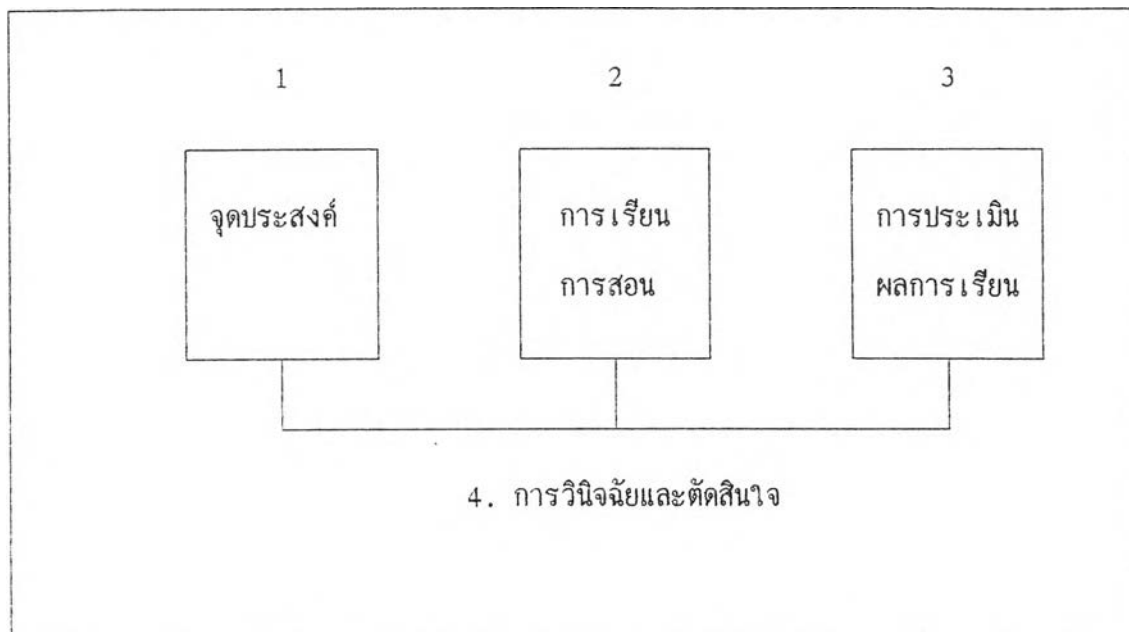 1 2 3
จุดประสงค์
การเรียน
การสอน
การประเมิน
ผลการเรียน
4. การวินิจฉัยและตัดสินใจ